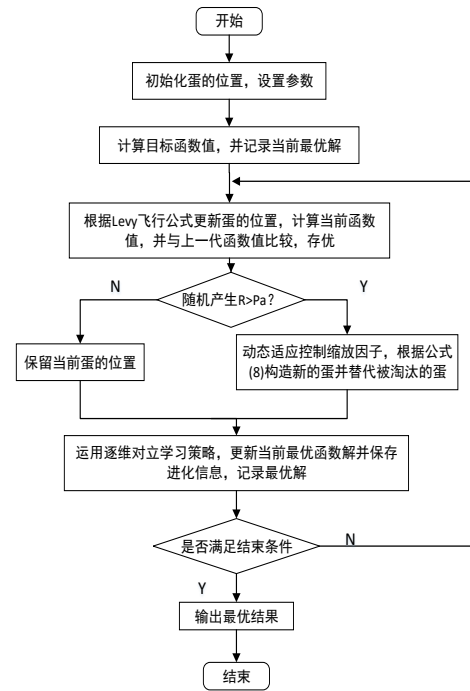 开始
初始化蛋的位置，设置参数
计算目标函数值，并记录当前最优解
根据Levy飞行公式更新蛋的位置，计算当前函数
值，并与上一代函数值比较，存优
N
随机产生R>Pa？
Y
保留当前蛋的位置
动态适应控制缩放因子，根据公式
(8)构造新的蛋并替代被淘汰的蛋
运用逐维对立学习策略，更新当前最优函数解并保存
进化信息，记录最优解
是否满足结束条件
N
Y
输出最优结果
结束